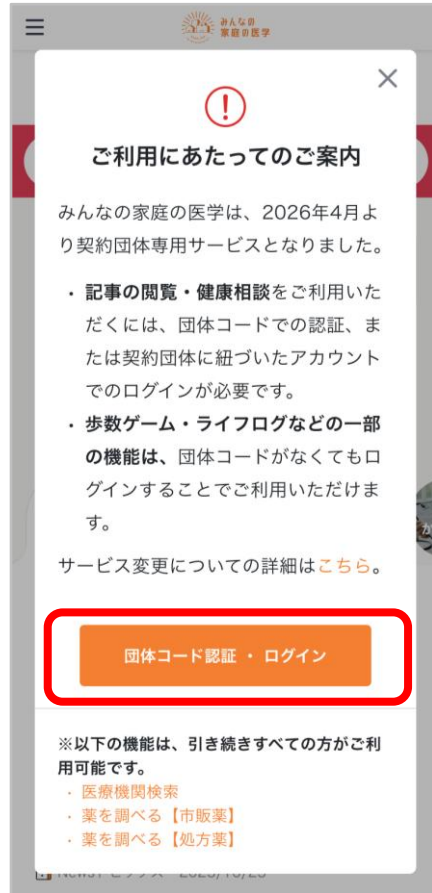 みんなの
家庭の医学
ご利用にあたってのご案内
みんなの家庭の医学は、2026年4月よ
り契約団体専用サービスとなりました。
・記事の閲覧・健康相談をご利用いた
だくには、団体コードでの認証、ま
たは契約団体に紐づいたアカウント
でのログインが必要です。
・歩数ゲーム・ライフログなどの一部
の機能は、団体コードがなくてもロ
グインすることでご利用いただけま
す。
サービス変更についての詳細はこちら。
団体コード認証 ・ ログイン
※以下の機能は、引き続きすべての方がご利
用可能です。
・医療機関検索
・薬を調べる【市販薬】
・薬を調べる【処方薬】